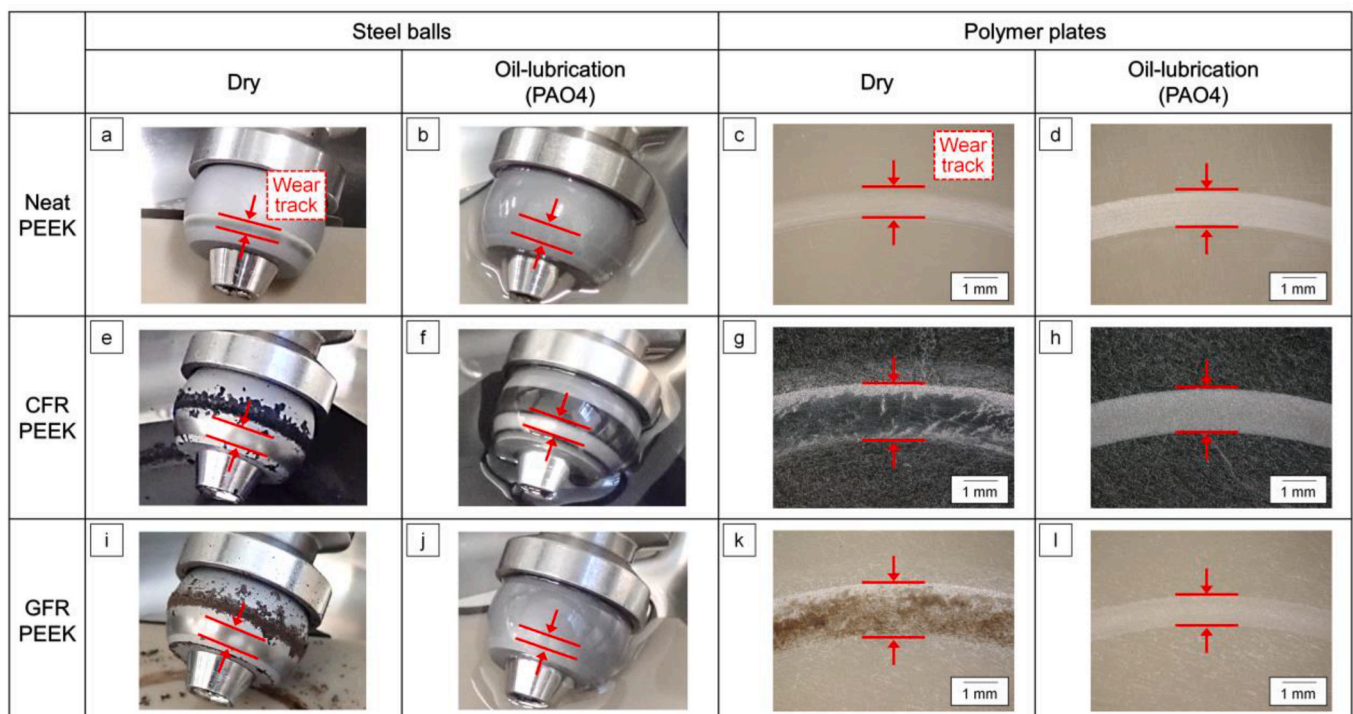 Steel balls
Polymer plates
Dry
Oil-lubrication
(PAO4)
Dry
Oil-lubrication
(PAO4)
Neat
PEEK
a
Wear
track
b
c
Wear
track
1 mm
d
1 mm
CFR
PEEK
e
f
g
1 mm
h
1 mm
GFR
PEEK
i
j
k
1 mm
l
1 mm